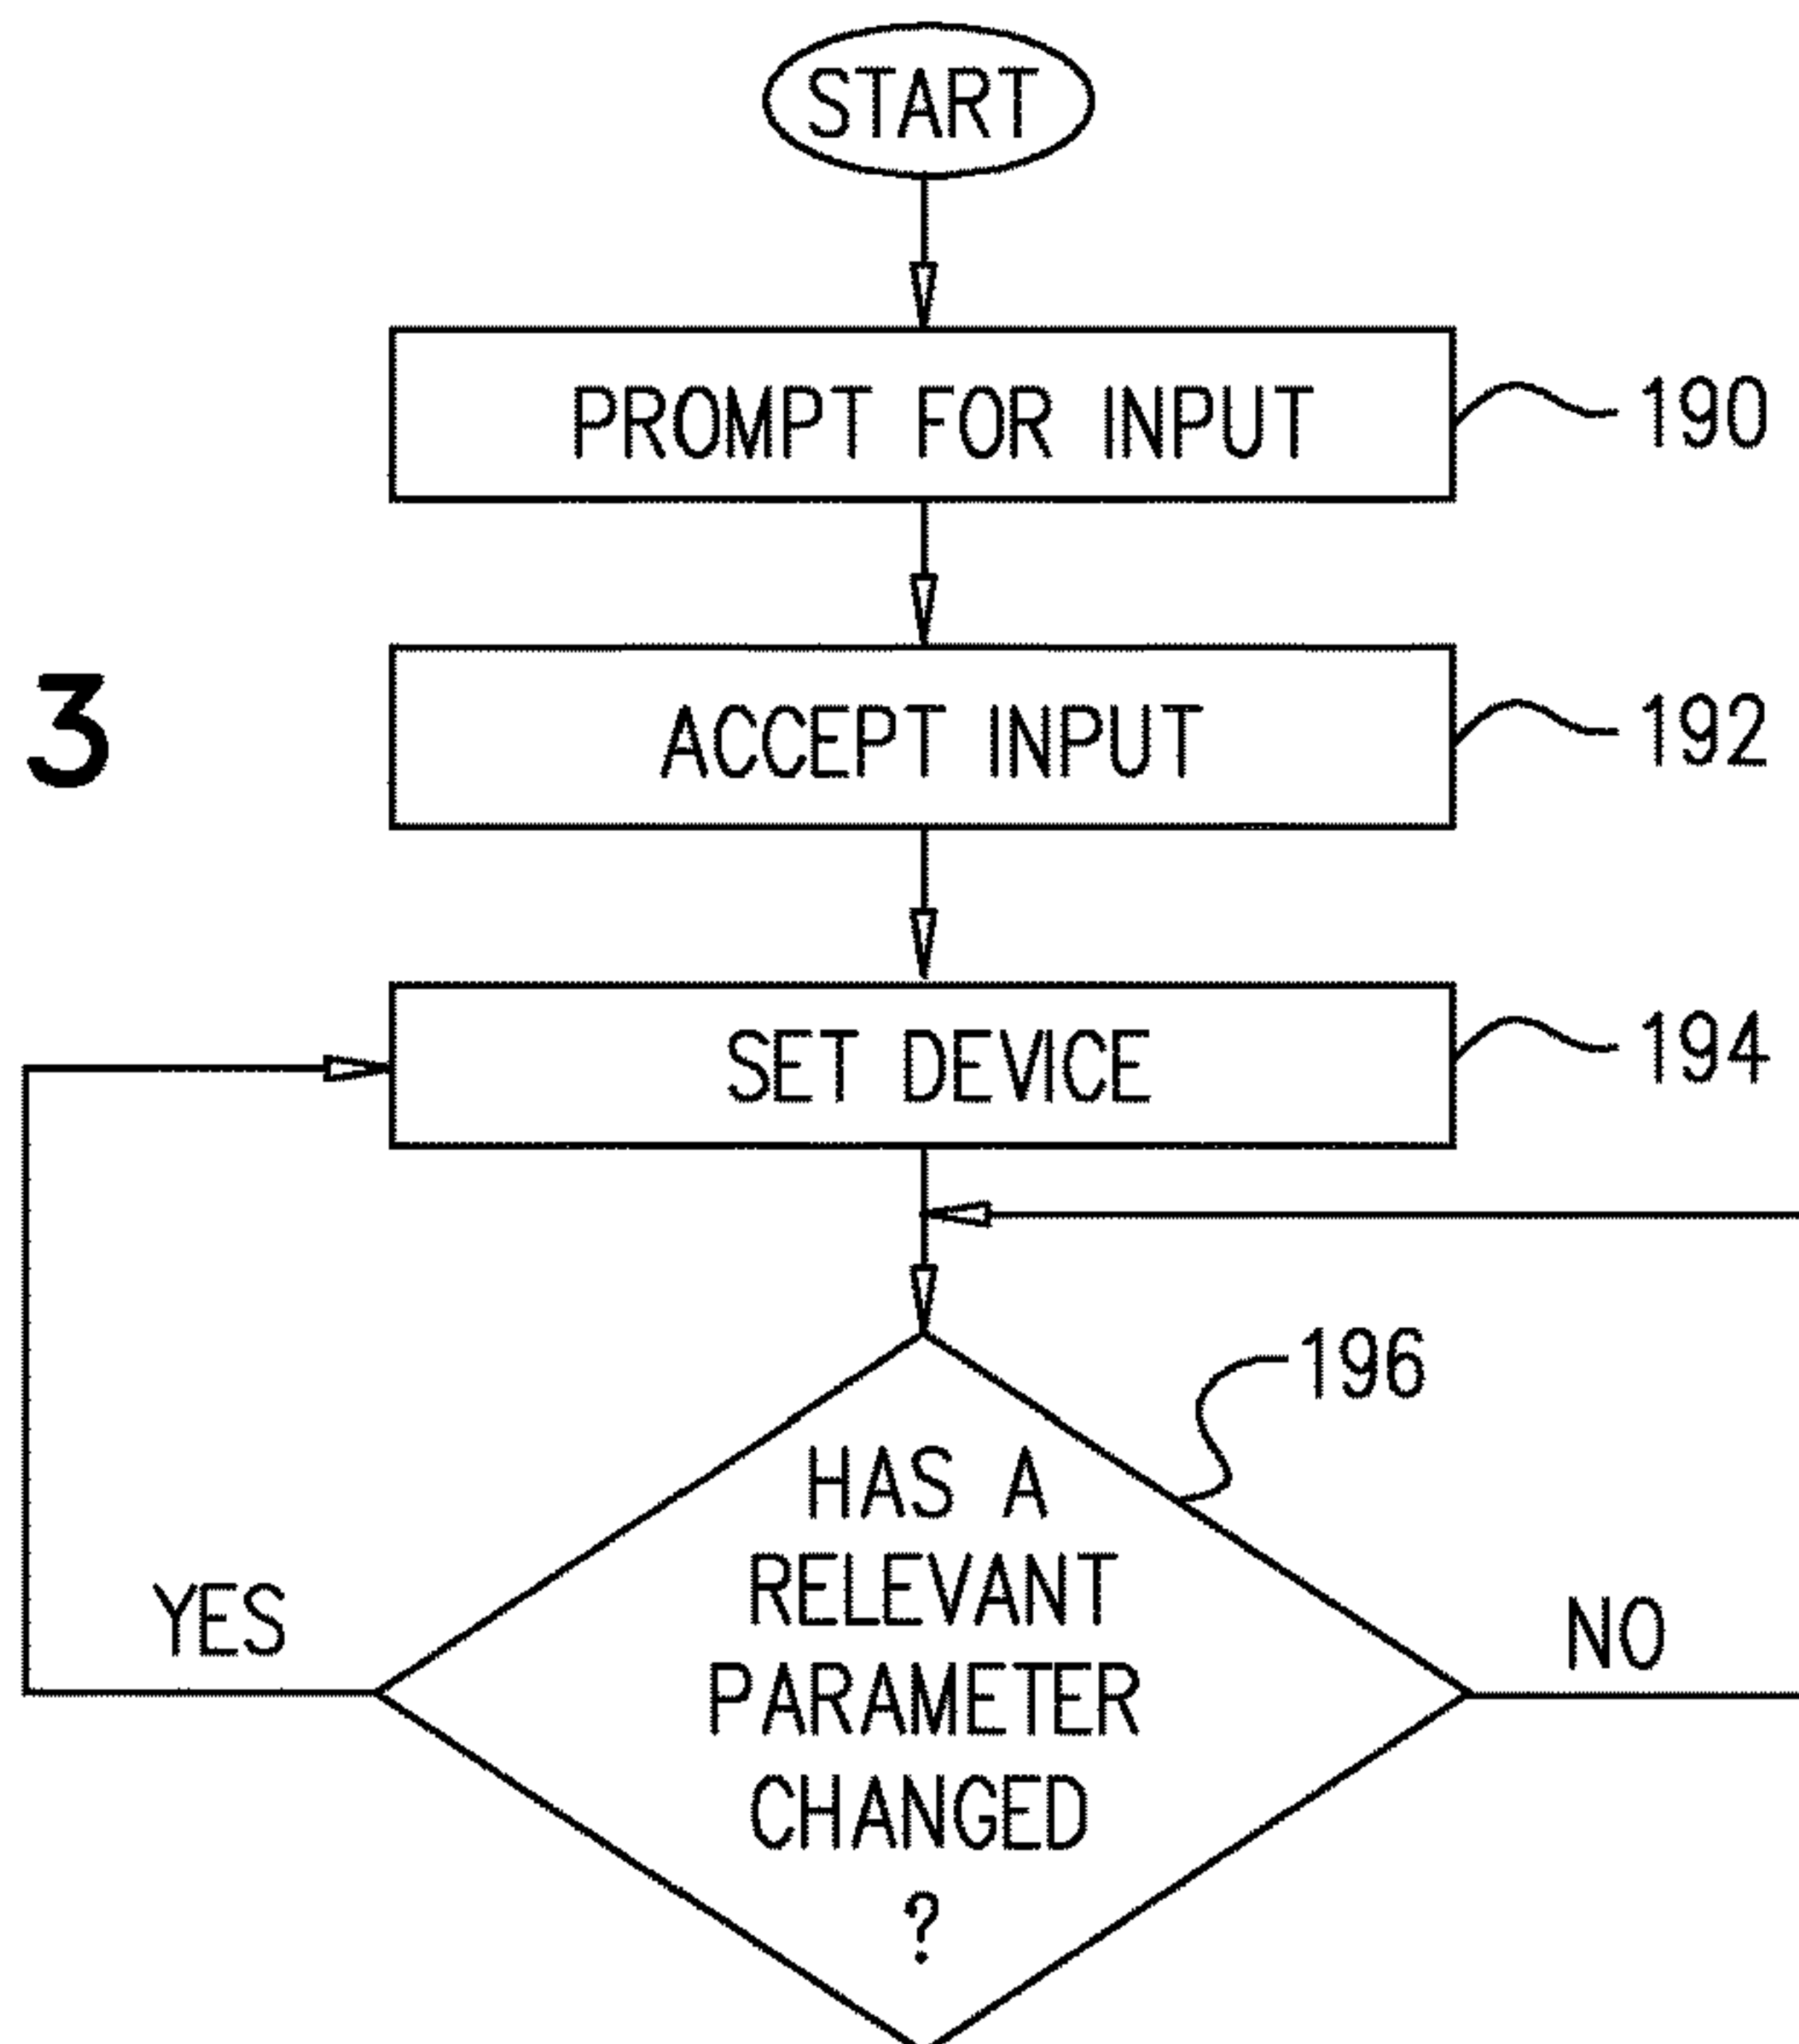 START
PROMPT FOR INPUT
190
3
ACCEPT INPUT
192
SET DEVICE
194
196
HAS A
RELEVANT
PARAMETER
CHANGED
?
YES
NO